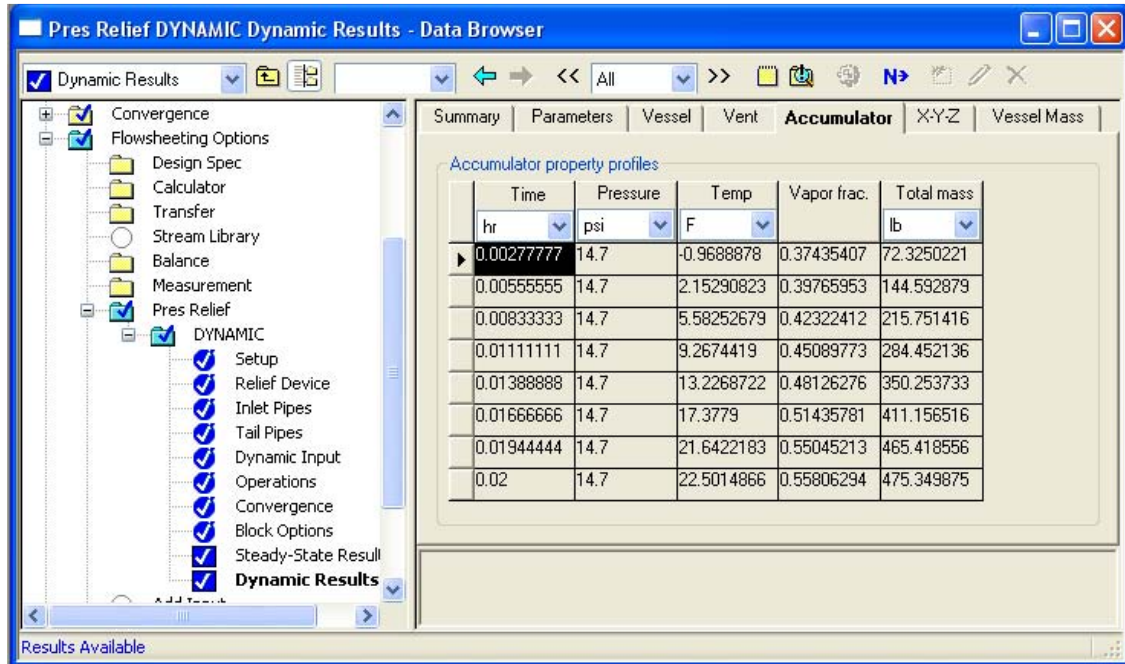 Pres Relief DYNAMIC Dynamic Results - Data Browser
Dynamic Results << All >> N
Convergence
Flowsheeting Options
Design Spec
Calculator
Transfer
Stream Library
Balance
Measurement
Pres Relief
DYNAMIC
Setup
Relief Device
Inlet Pipes
Tail Pipes
Dynamic Input
Operations
Convergence
Block Options
Steady-State Resul
Dynamic Results
Summary Parameters Vessel Vent Accumulator X-Y-Z Vessel Mass
Accumulator property profiles
Time Pressure Temp Vapor frac. Total mass
hr psi F lb
0.00277777 14.7 -0.9688878 0.37435407 72.3250221
0.00555555 14.7 2.15290823 0.39765953 144.592879
0.00833333 14.7 5.58252679 0.42322412 215.751416
0.01111111 14.7 9.2674419 0.45089773 284.452136
0.01388888 14.7 13.2268722 0.48126276 350.253733
0.01666666 14.7 17.3779 0.51435781 411.156516
0.01944444 14.7 21.6422183 0.55045213 465.418556
0.02 14.7 22.5014866 0.55806294 475.349875
Results Available